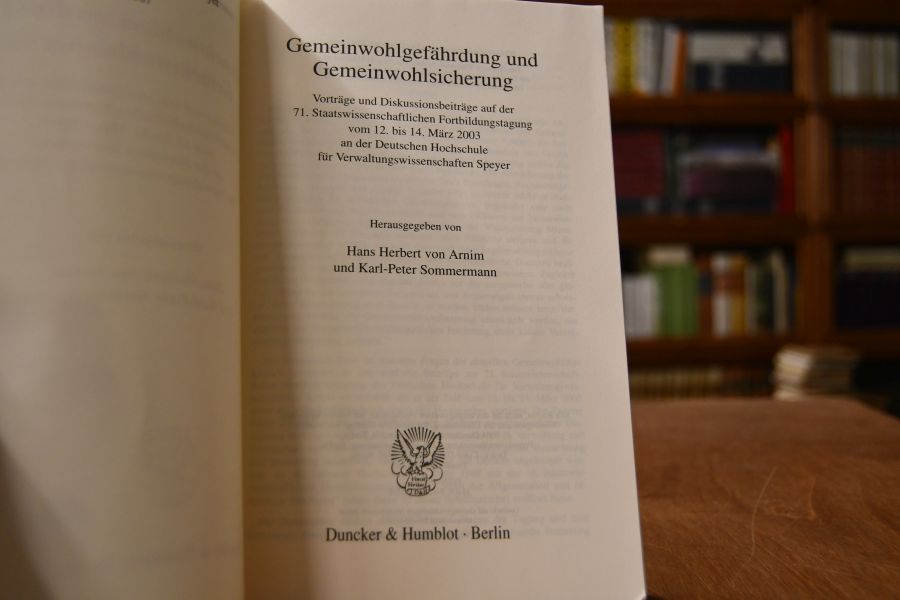 Gemeinwohlgefährdung und
Gemeinwohlsicherung
Vorträge und Diskussionsbeiträge auf der
71. Staatswissenschaftlichen Fortbildungstagung
vom 12. bis 14. März 2003
an der Deutschen Hochschule
für Verwaltungswissenschaften Speyer
Herausgegeben von
Hans Herbert von Arnim
und Karl-Peter Sommermann
Duncker & Humblot · Berlin